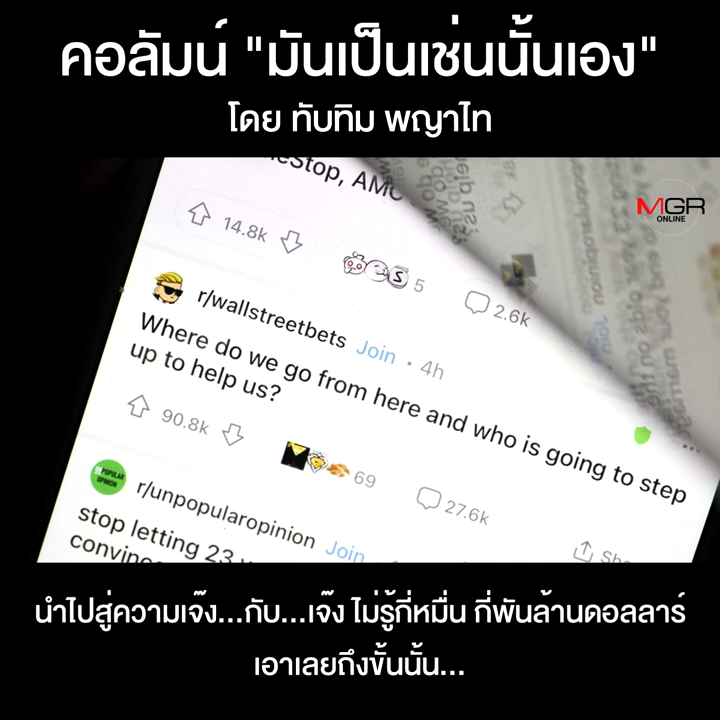 คอลัมน์ "มันเป็นเช่นนั้นเอง"
โดย ทับทิม พญาไท
MGR
ONLINE
eStop, AMC
14.8k
5
2.6k
r/wallstreetbets Join • 4h
Where do we go from here and who is going to step
up to help us?
90.8k
69
27.6k
r/unpopularopinion Join
stop letting 23
convinc
นำไปสู่ความเจ๊ง...กับ...เจ๊ง ไม่รู้กี่หมื่น กี่พันล้านดอลลาร์
เอาเลยถึงขั้นนั้น...